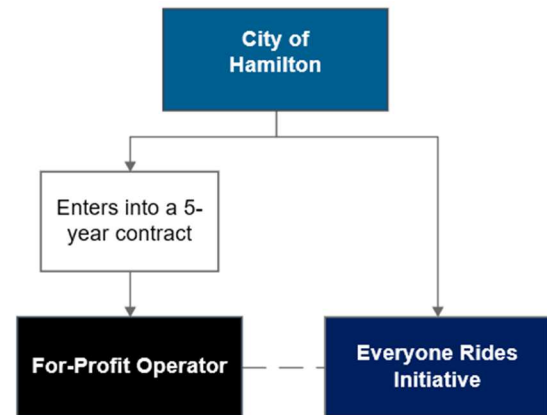 City of
Hamilton
Enters into a 5-
year contract
For-Profit Operator
Everyone Rides
Initiative